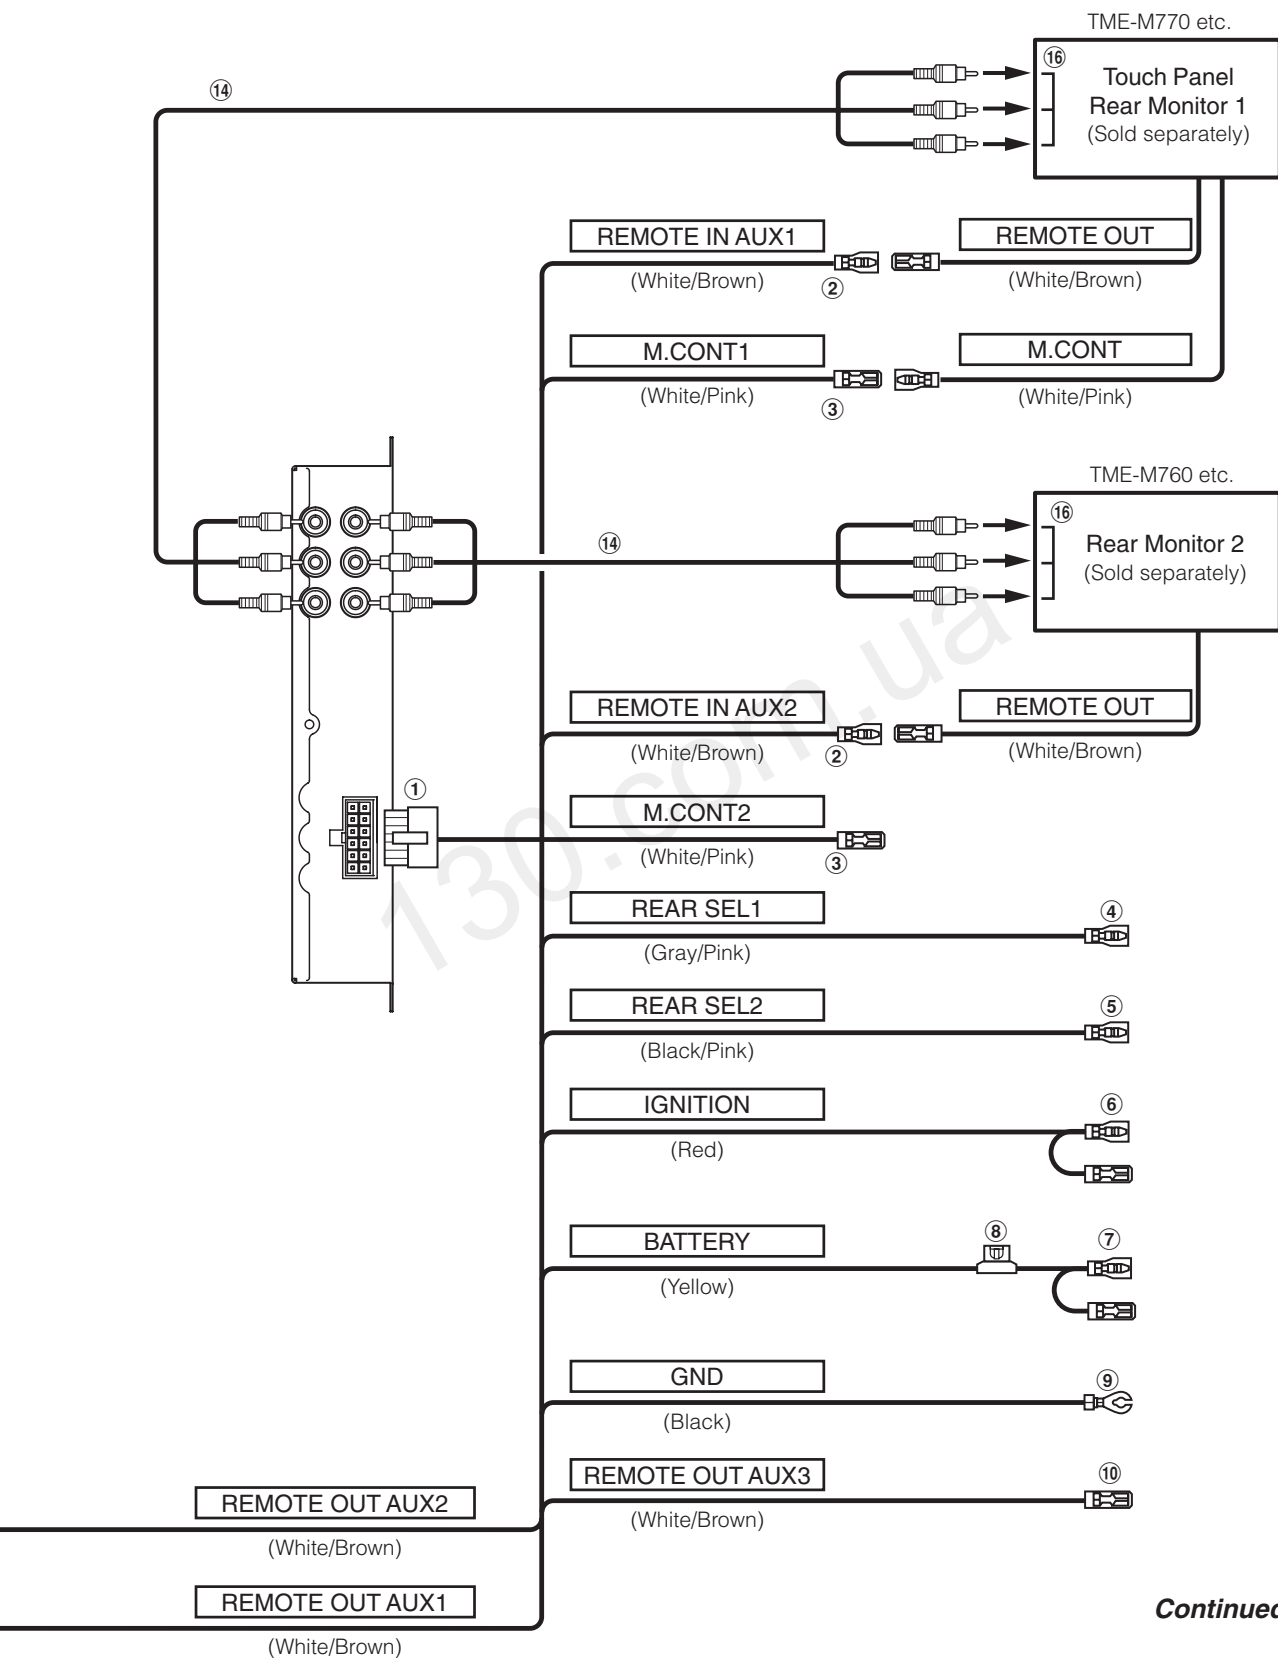 TME-M770 etc.
⑯
Touch Panel
Rear Monitor 1
(Sold separately)
⑭
REMOTE IN AUX1
REMOTE OUT
(White/Brown)
②
(White/Brown)
M.CONT1
M.CONT
(White/Pink)
③
(White/Pink)
TME-M760 etc.
⑯
Rear Monitor 2
(Sold separately)
⑭
REMOTE IN AUX2
REMOTE OUT
(White/Brown)
②
(White/Brown)
①
M.CONT2
(White/Pink)
③
REAR SEL1
④
(Gray/Pink)
REAR SEL2
⑤
(Black/Pink)
IGNITION
⑥
(Red)
BATTERY
⑧
⑦
(Yellow)
GND
⑨
(Black)
REMOTE OUT AUX3
⑩
(White/Brown)
REMOTE OUT AUX2
(White/Brown)
REMOTE OUT AUX1
(White/Brown)
Continued
130.com.ua